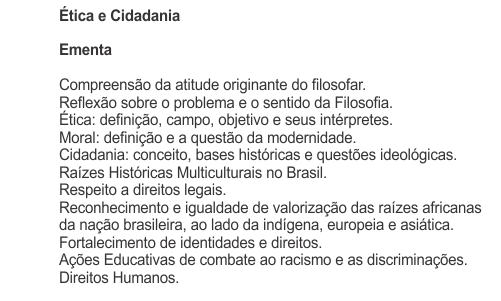 Ética e Cidadania
Ementa
Compreensão da atitude originante do filosofar.
Reflexão sobre o problema e o sentido da Filosofia.
Ética: definição, campo, objetivo e seus intérpretes.
Moral: definição e a questão da modernidade.
Cidadania: conceito, bases históricas e questões ideológicas.
Raízes Históricas Multiculturais no Brasil.
Respeito a direitos legais.
Reconhecimento e igualdade de valorização das raízes africanas
da nação brasileira, ao lado da indígena, europeia e asiática.
Fortalecimento de identidades e direitos.
Ações Educativas de combate ao racismo e as discriminações.
Direitos Humanos.